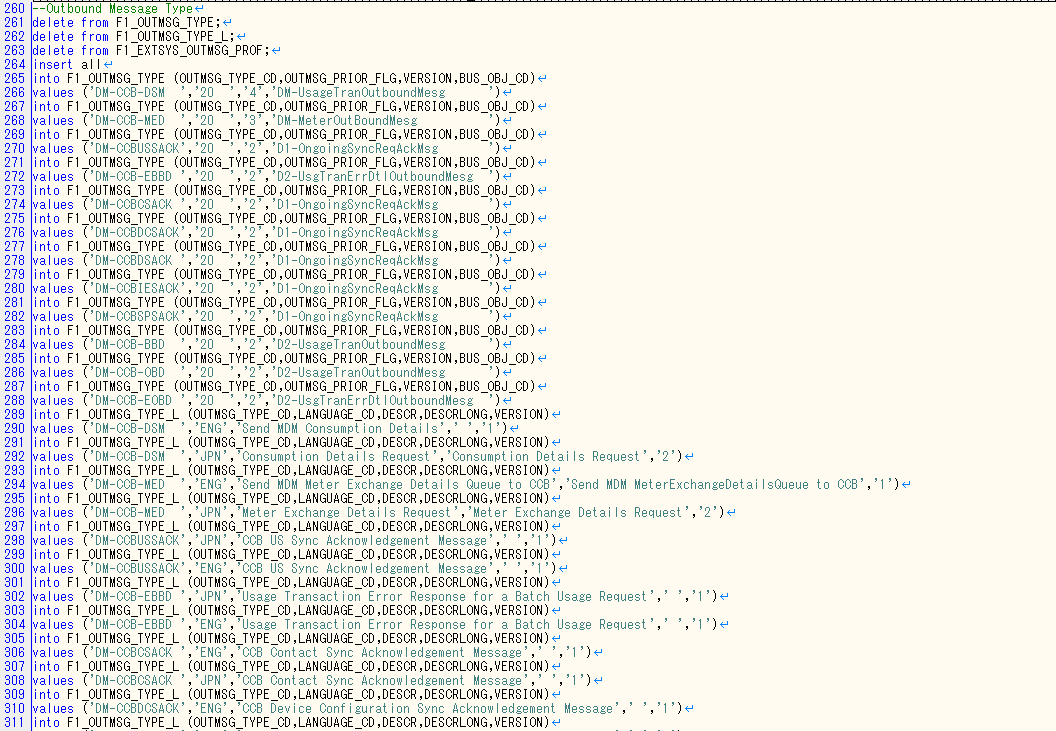 260 --Outbound Message Type↵
261 delete from F1_OUTMSG_TYPE;↵
262 delete from F1_OUTMSG_TYPE_L;↵
263 delete from F1_EXTSYS_OUTMSG_PROF;↵
264 insert all↵
265 into F1_OUTMSG_TYPE (OUTMSG_TYPE_CD,OUTMSG_PRIOR_FLG,VERSION,BUS_OBJ_CD)↵
266 values ('DM-CCB-DSM  ','20  ','4','DM-UsageTranOutboundMesg      ')↵
267 into F1_OUTMSG_TYPE (OUTMSG_TYPE_CD,OUTMSG_PRIOR_FLG,VERSION,BUS_OBJ_CD)↵
268 values ('DM-CCB-MED  ','20  ','3','DM-MeterOutBoundMesg          ')↵
269 into F1_OUTMSG_TYPE (OUTMSG_TYPE_CD,OUTMSG_PRIOR_FLG,VERSION,BUS_OBJ_CD)↵
270 values ('DM-CCBUSSACK','20  ','2','D1-OngoingSyncReqAckMsg       ')↵
271 into F1_OUTMSG_TYPE (OUTMSG_TYPE_CD,OUTMSG_PRIOR_FLG,VERSION,BUS_OBJ_CD)↵
272 values ('DM-CCB-EBBD ','20  ','2','D2-UsgTranErrDtlOutboundMesg  ')↵
273 into F1_OUTMSG_TYPE (OUTMSG_TYPE_CD,OUTMSG_PRIOR_FLG,VERSION,BUS_OBJ_CD)↵
274 values ('DM-CCBCSACK ','20  ','2','D1-OngoingSyncReqAckMsg       ')↵
275 into F1_OUTMSG_TYPE (OUTMSG_TYPE_CD,OUTMSG_PRIOR_FLG,VERSION,BUS_OBJ_CD)↵
276 values ('DM-CCBDCSACK','20  ','2','D1-OngoingSyncReqAckMsg       ')↵
277 into F1_OUTMSG_TYPE (OUTMSG_TYPE_CD,OUTMSG_PRIOR_FLG,VERSION,BUS_OBJ_CD)↵
278 values ('DM-CCBDSACK ','20  ','2','D1-OngoingSyncReqAckMsg       ')↵
279 into F1_OUTMSG_TYPE (OUTMSG_TYPE_CD,OUTMSG_PRIOR_FLG,VERSION,BUS_OBJ_CD)↵
280 values ('DM-CCBIESACK','20  ','2','D1-OngoingSyncReqAckMsg       ')↵
281 into F1_OUTMSG_TYPE (OUTMSG_TYPE_CD,OUTMSG_PRIOR_FLG,VERSION,BUS_OBJ_CD)↵
282 values ('DM-CCBSPSACK','20  ','2','D1-OngoingSyncReqAckMsg       ')↵
283 into F1_OUTMSG_TYPE (OUTMSG_TYPE_CD,OUTMSG_PRIOR_FLG,VERSION,BUS_OBJ_CD)↵
284 values ('DM-CCB-BBD  ','20  ','2','D2-UsageTranOutboundMesg      ')↵
285 into F1_OUTMSG_TYPE (OUTMSG_TYPE_CD,OUTMSG_PRIOR_FLG,VERSION,BUS_OBJ_CD)↵
286 values ('DM-CCB-OBD  ','20  ','2','D2-UsageTranOutboundMesg      ')↵
287 into F1_OUTMSG_TYPE (OUTMSG_TYPE_CD,OUTMSG_PRIOR_FLG,VERSION,BUS_OBJ_CD)↵
288 values ('DM-CCB-EOBD ','20  ','2','D2-UsgTranErrDtlOutboundMesg  ')↵
289 into F1_OUTMSG_TYPE_L (OUTMSG_TYPE_CD,LANGUAGE_CD,DESCR,DESCRLONG,VERSION)↵
290 values ('DM-CCB-DSM  ','ENG','Send MDM Consumption Details',' ','1')↵
291 into F1_OUTMSG_TYPE_L (OUTMSG_TYPE_CD,LANGUAGE_CD,DESCR,DESCRLONG,VERSION)↵
292 values ('DM-CCB-DSM  ','JPN','Consumption Details Request','Consumption Details Request','2')↵
293 into F1_OUTMSG_TYPE_L (OUTMSG_TYPE_CD,LANGUAGE_CD,DESCR,DESCRLONG,VERSION)↵
294 values ('DM-CCB-MED  ','ENG','Send MDM Meter Exchange Details Queue to CCB','Send MDM MeterExchangeDetailsQueue to CCB','1')↵
295 into F1_OUTMSG_TYPE_L (OUTMSG_TYPE_CD,LANGUAGE_CD,DESCR,DESCRLONG,VERSION)↵
296 values ('DM-CCB-MED  ','JPN','Meter Exchange Details Request','Meter Exchange Details Request','2')↵
297 into F1_OUTMSG_TYPE_L (OUTMSG_TYPE_CD,LANGUAGE_CD,DESCR,DESCRLONG,VERSION)↵
298 values ('DM-CCBUSSACK','JPN','CCB US Sync Acknowledgement Message',' ','1')↵
299 into F1_OUTMSG_TYPE_L (OUTMSG_TYPE_CD,LANGUAGE_CD,DESCR,DESCRLONG,VERSION)↵
300 values ('DM-CCBUSSACK','ENG','CCB US Sync Acknowledgement Message',' ','1')↵
301 into F1_OUTMSG_TYPE_L (OUTMSG_TYPE_CD,LANGUAGE_CD,DESCR,DESCRLONG,VERSION)↵
302 values ('DM-CCB-EBBD ','JPN','Usage Transaction Error Response for a Batch Usage Request',' ','1')↵
303 into F1_OUTMSG_TYPE_L (OUTMSG_TYPE_CD,LANGUAGE_CD,DESCR,DESCRLONG,VERSION)↵
304 values ('DM-CCB-EBBD ','ENG','Usage Transaction Error Response for a Batch Usage Request',' ','1')↵
305 into F1_OUTMSG_TYPE_L (OUTMSG_TYPE_CD,LANGUAGE_CD,DESCR,DESCRLONG,VERSION)↵
306 values ('DM-CCBCSACK ','ENG','CCB Contact Sync Acknowledgement Message',' ','1')↵
307 into F1_OUTMSG_TYPE_L (OUTMSG_TYPE_CD,LANGUAGE_CD,DESCR,DESCRLONG,VERSION)↵
308 values ('DM-CCBCSACK ','JPN','CCB Contact Sync Acknowledgement Message',' ','1')↵
309 into F1_OUTMSG_TYPE_L (OUTMSG_TYPE_CD,LANGUAGE_CD,DESCR,DESCRLONG,VERSION)↵
310 values ('DM-CCBDCSACK','ENG','CCB Device Configuration Sync Acknowledgement Message',' ','1')↵
311 into F1_OUTMSG_TYPE_L (OUTMSG_TYPE_CD,LANGUAGE_CD,DESCR,DESCRLONG,VERSION)↵